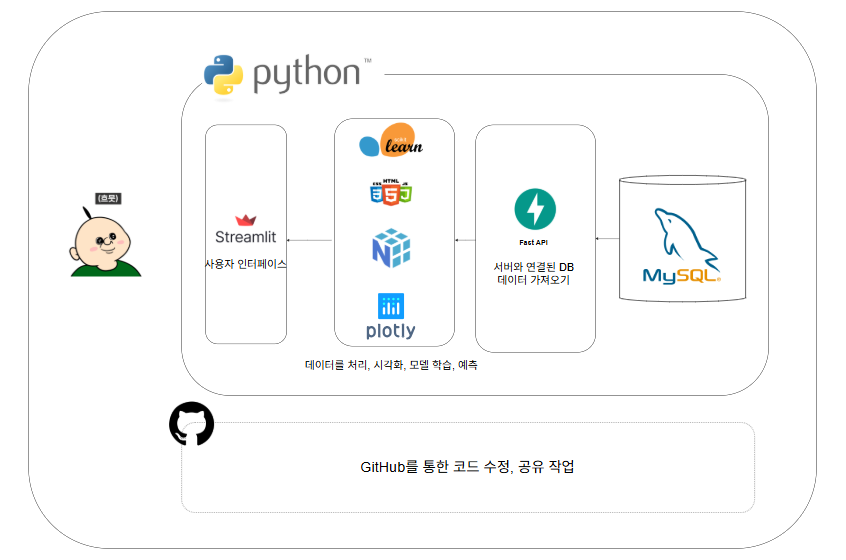 python™
learn
HTML
Streamlit
사용자 인터페이스
plotly
Fast API
서버와 연결된 DB
데이터 가져오기
MySQL®
(흐뭇)
데이터를 처리, 시각화, 모델 학습, 예측
GitHub를 통한 코드 수정, 공유 작업